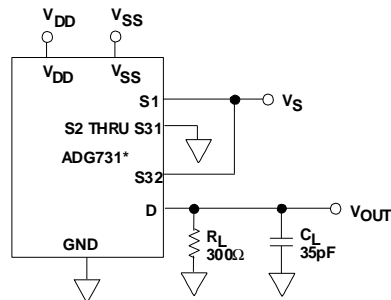 VDD VSS
VDD VSS
S1 VS
S2 THRU S31
ADG731*
S32
D VOUT
GND RL CL
300Ω 35pF